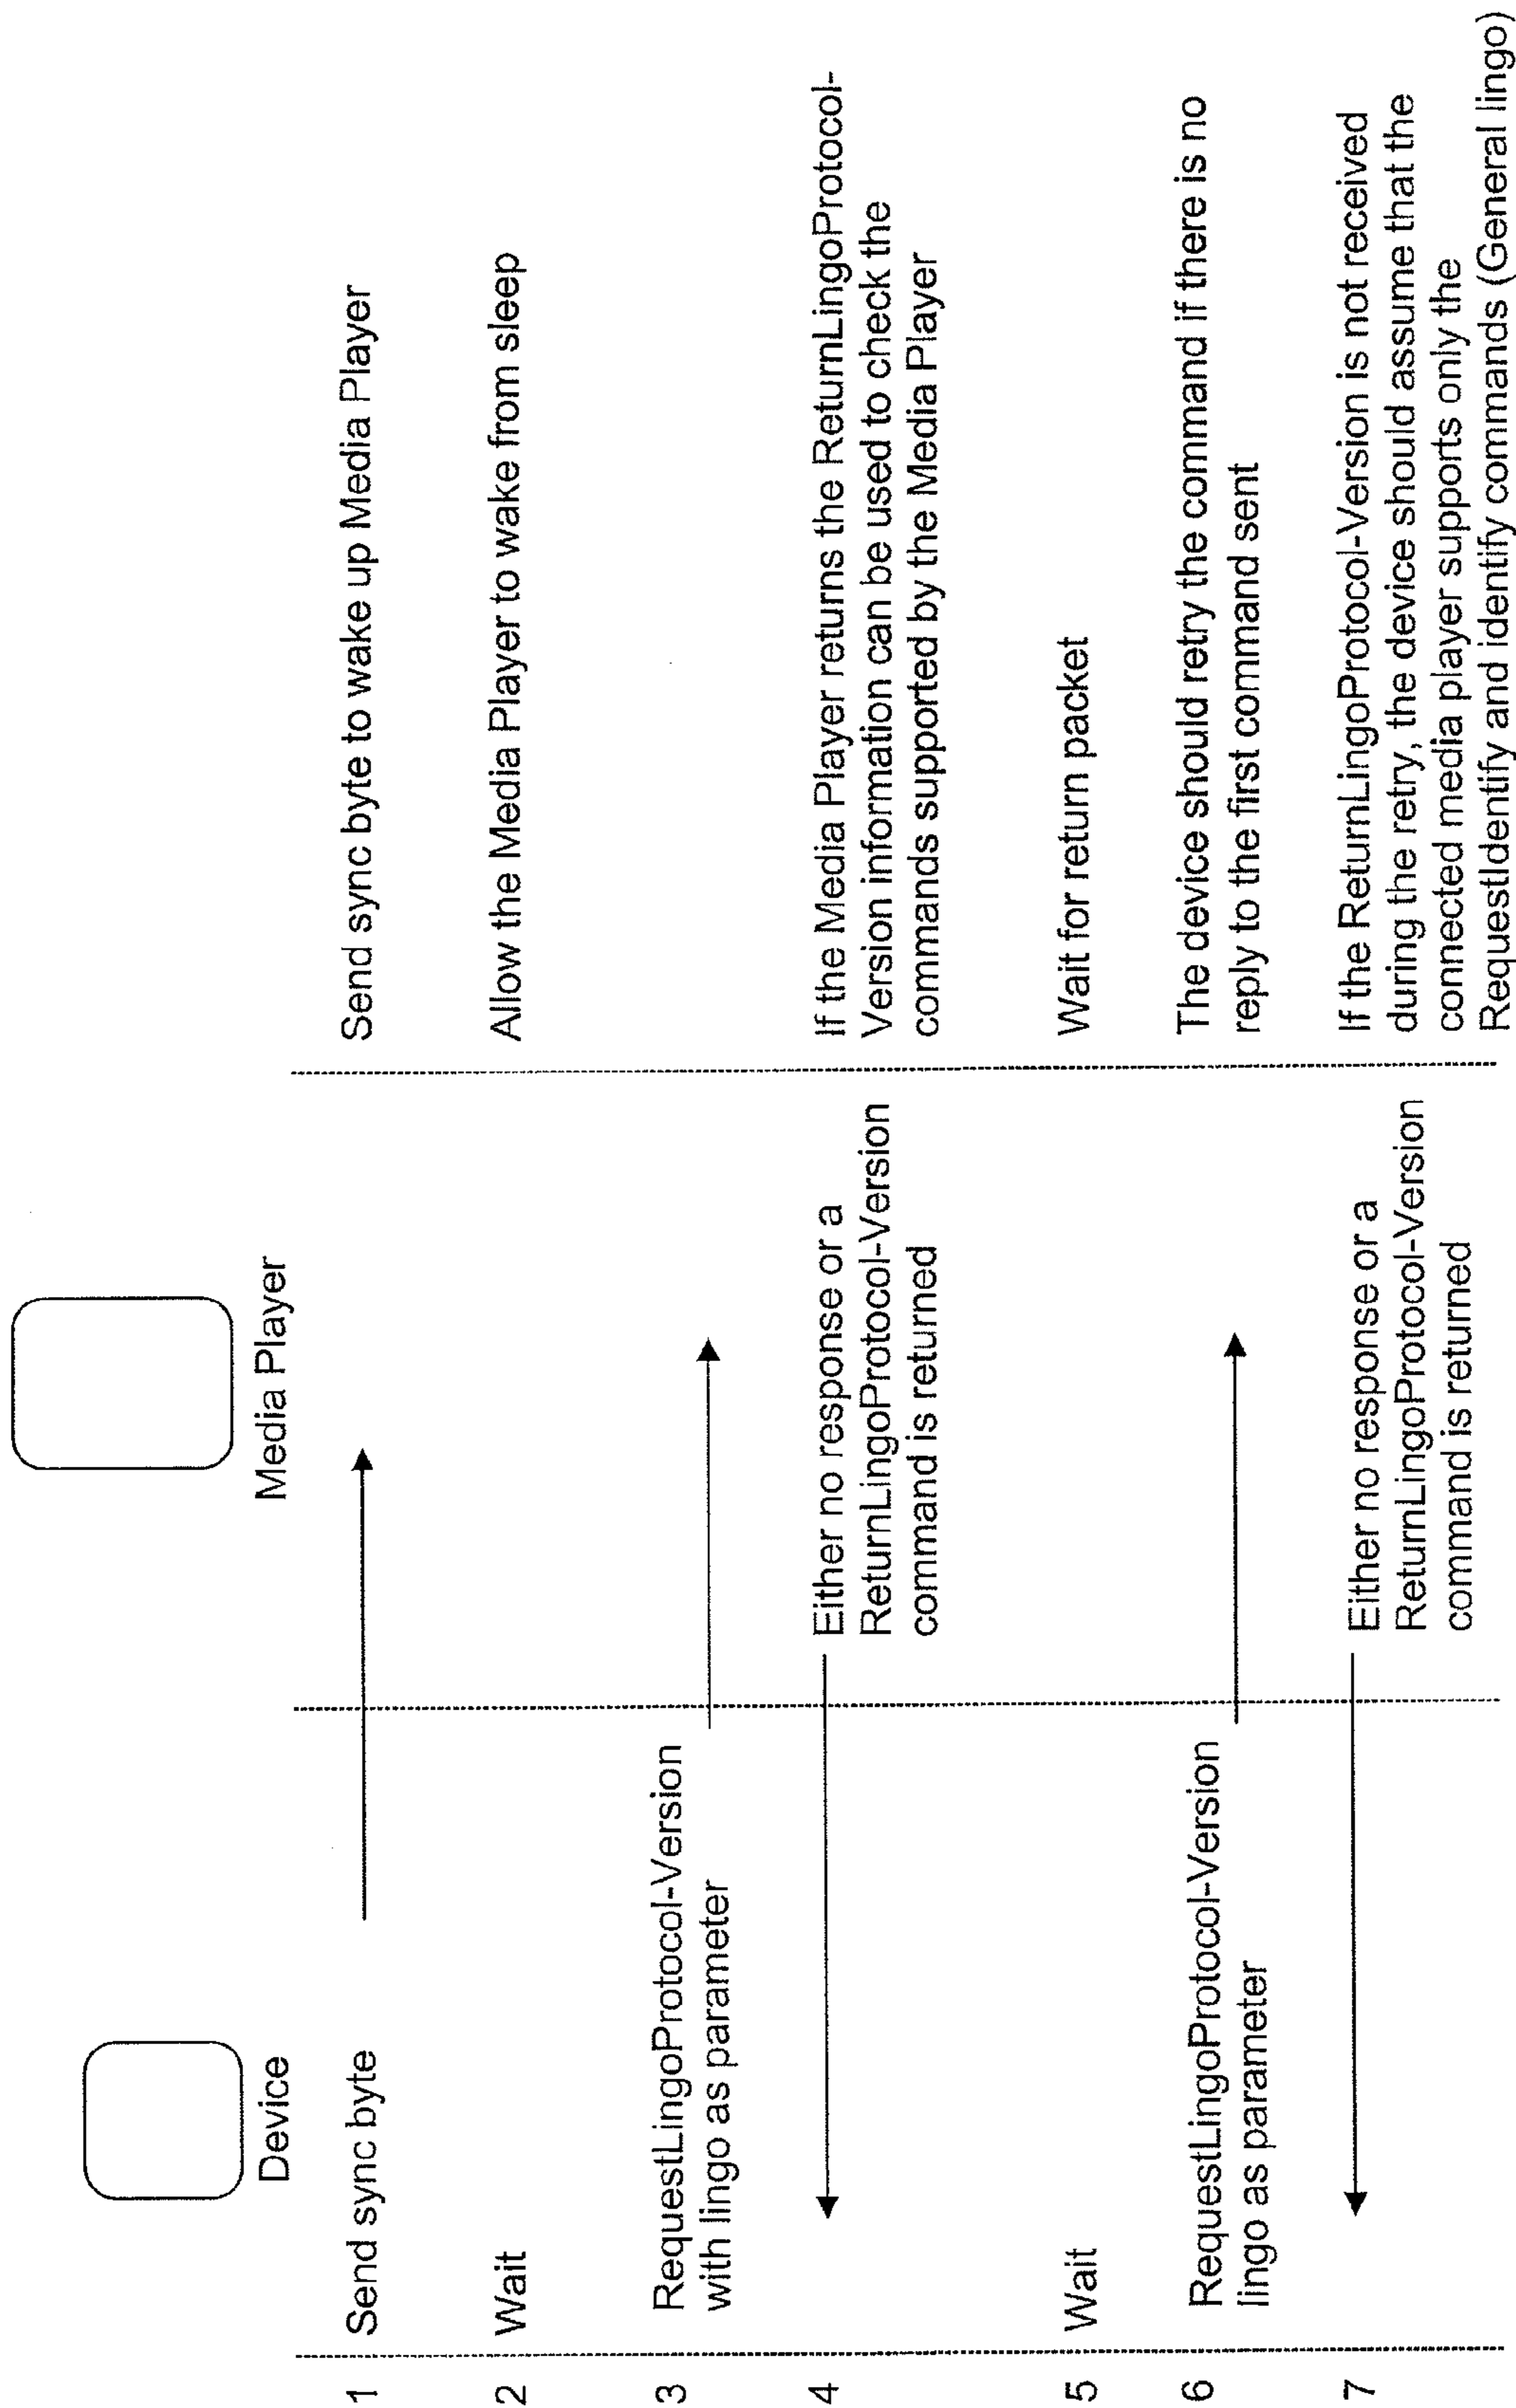 Device
Media Player
1
Send sync byte
Send sync byte to wake up Media Player
2
Wait
Allow the Media Player to wake from sleep
3
RequestLingoProtocol-Version
with lingo as parameter
4
Either no response or a
ReturnLingoProtocol-Version
command is returned
If the Media Player returns the ReturnLingoProtocol-
Version information can be used to check the
commands supported by the Media Player
5
Wait
Wait for return packet
6
RequestLingoProtocol-Version
lingo as parameter
The device should retry the command if there is no
reply to the first command sent
7
Either no response or a
ReturnLingoProtocol-Version
command is returned
If the ReturnLingoProtocol-Version is not received
during the retry, the device should assume that the
connected media player supports only the
RequestIdentify and identify commands (General lingo)